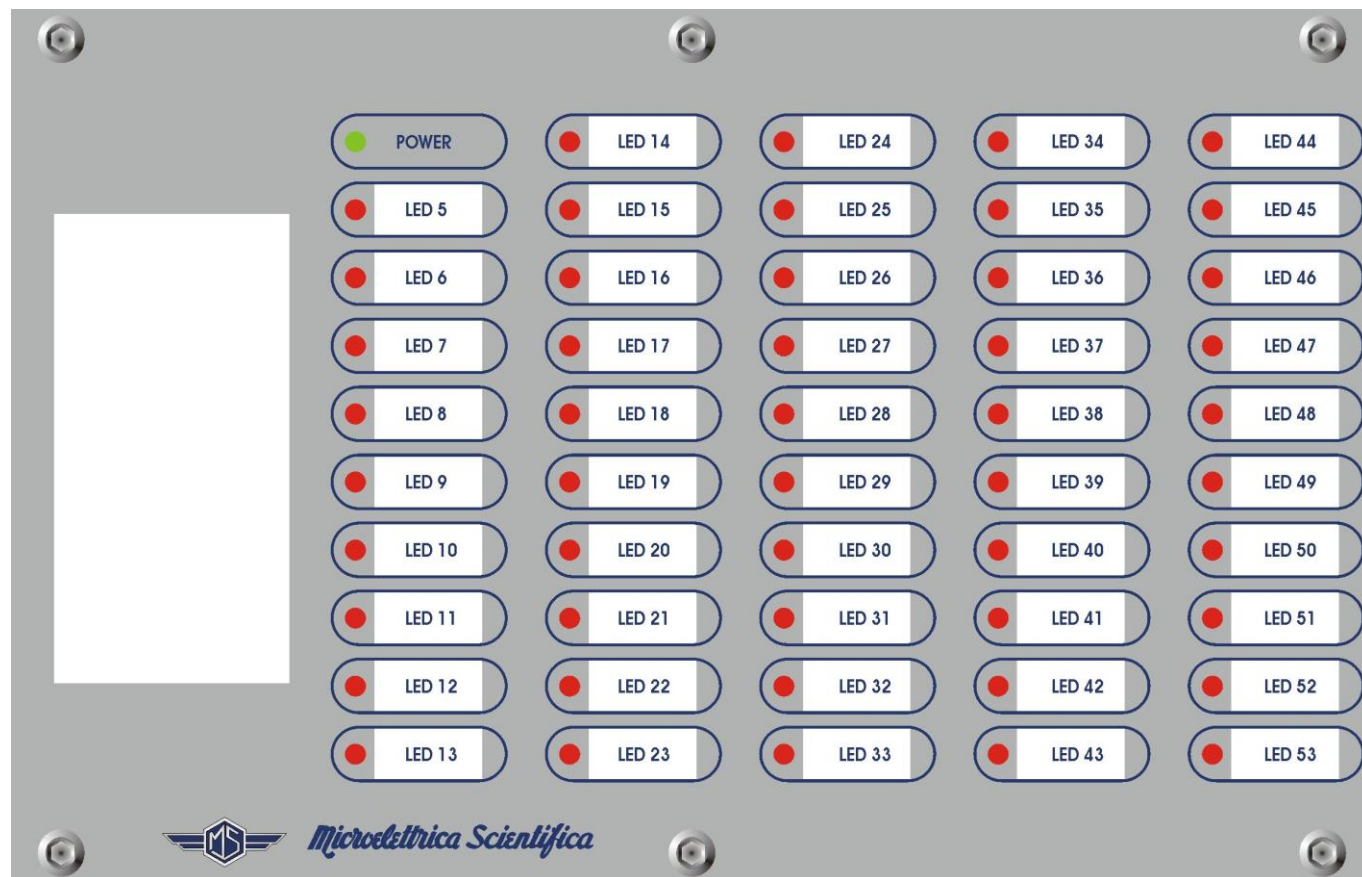 POWER LED 14 LED 24 LED 34 LED 44
LED 5 LED 15 LED 25 LED 35 LED 45
LED 6 LED 16 LED 26 LED 36 LED 46
LED 7 LED 17 LED 27 LED 37 LED 47
LED 8 LED 18 LED 28 LED 38 LED 48
LED 9 LED 19 LED 29 LED 39 LED 49
LED 10 LED 20 LED 30 LED 40 LED 50
LED 11 LED 21 LED 31 LED 41 LED 51
LED 12 LED 22 LED 32 LED 42 LED 52
LED 13 LED 23 LED 33 LED 43 LED 53
MS Microelettrica Scientifica